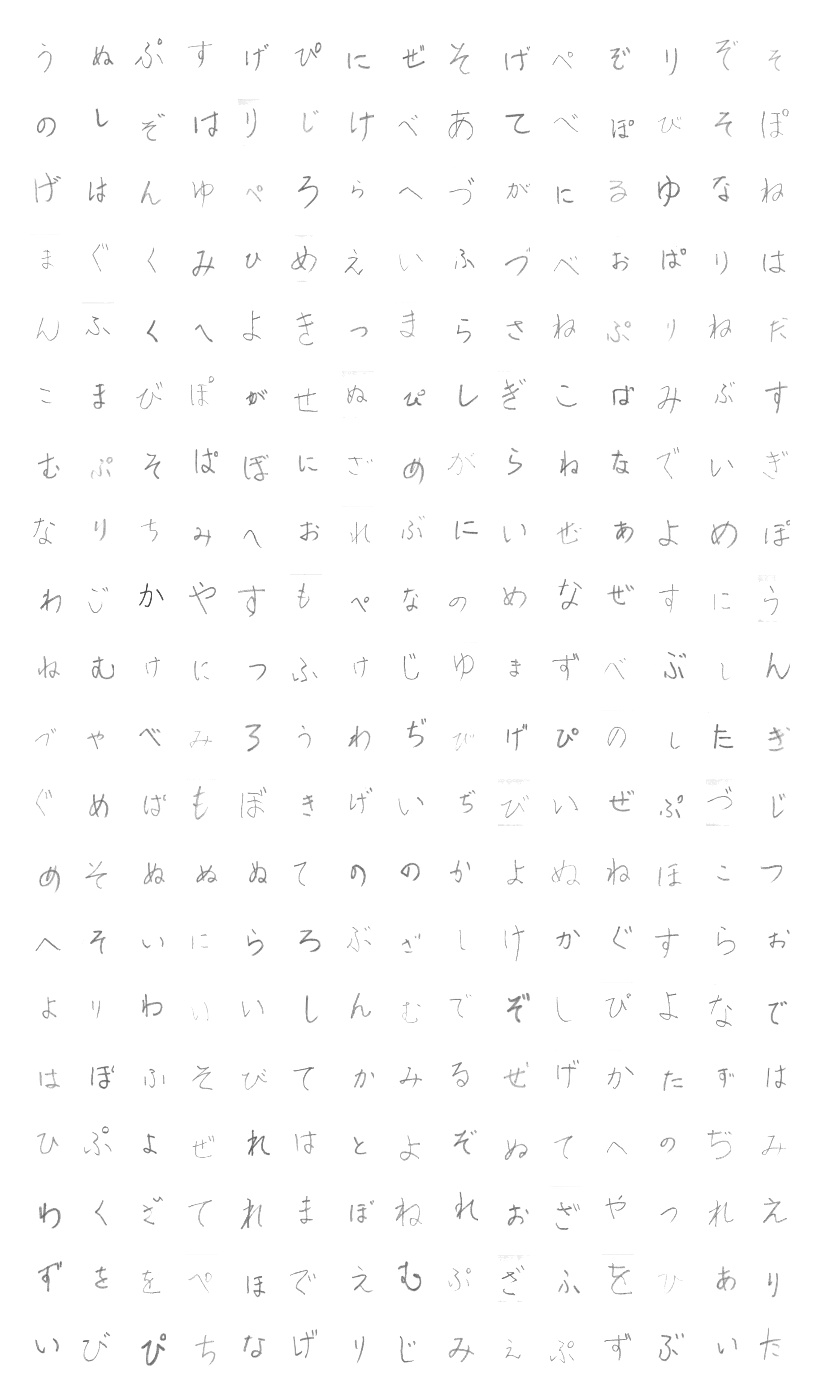 うぬぷすげぴにぜそげぺぞりぞそ
のしぞはりじけべあてべぽびそぽ
げはんゆぺろらへづがにるゆなね
まぐくみひめえいふづべおぱりは
んふくへよきっまらさねぷりねだ
こまびぽがせぬぴしぎこばみぶす
むぷそぱぼにざめがらねなでいぎ
なりちみへおれぶにいぜあよめぽ
わごかやすもぺなのめなぜすにう
ねむけにつふけじゆまずべぶしん
づやべみろうわぢびげぴのしたぎ
ぐめぱもぼきげいぢびいぜぷづじ
めそぬぬぬてののかよぬねほこつ
へそいにらろぶざしけかぐすらお
よりわいいしんむでぞしぴよなで
はぼふそびてかみるぜげかたずは
ひぷよぜれはとよぞぬてへのぢみ
わくざてれまぼねれおざやつれえ
ずををぺほでえむぷざふをひあり
いびぴちなげりじみえぷずぶいた